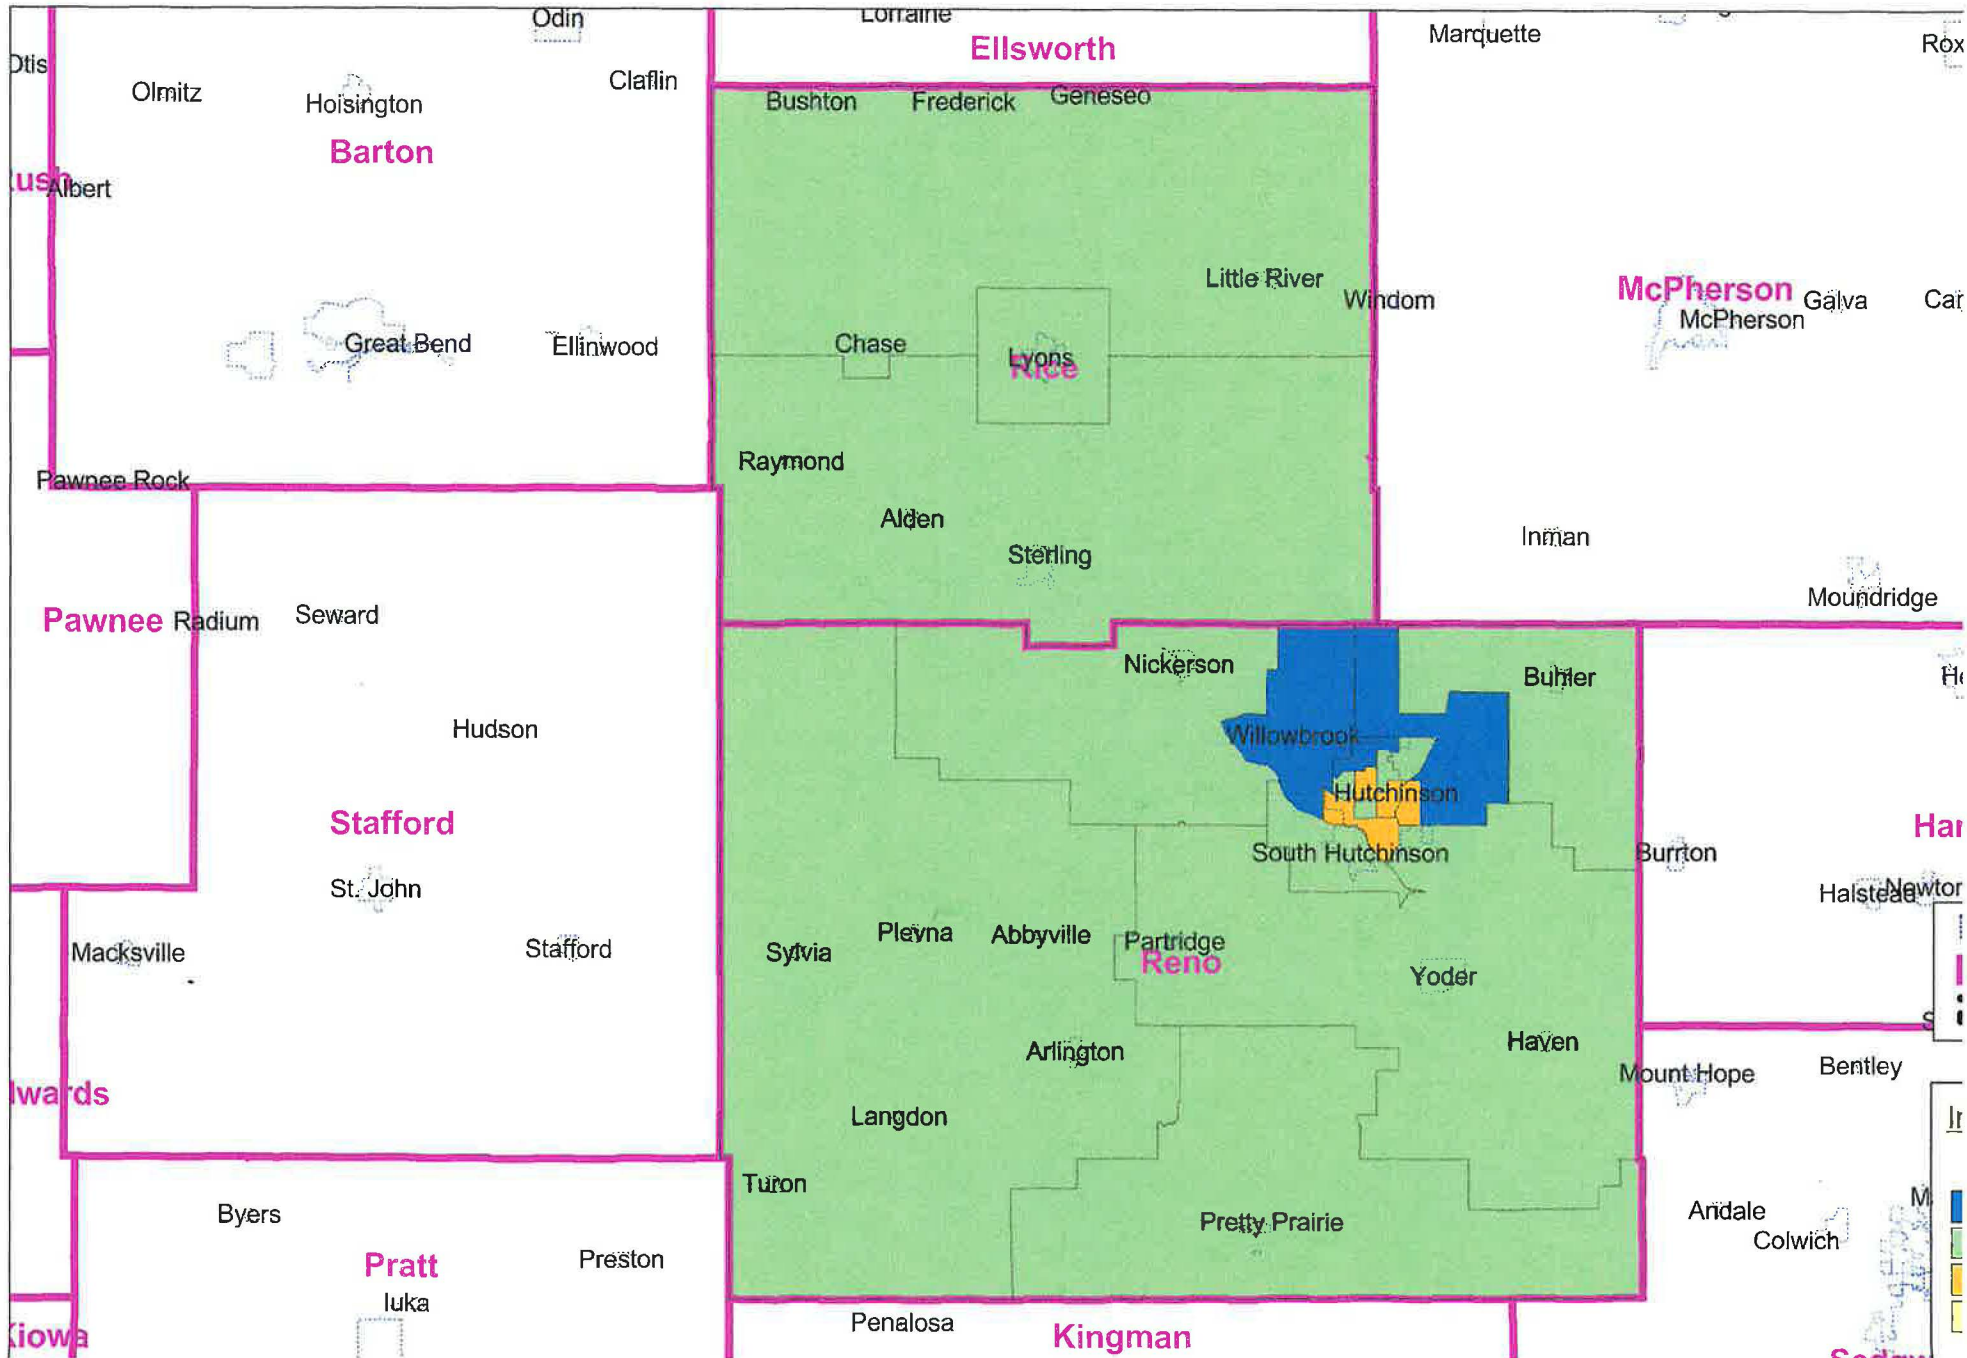 Odin
Lorraine
Ellsworth
Marquette
Otis
Olmitz
Hoisington
Claflin
Bushton
Frederick
Geneseo
Barton
Albert
Little River
Windom
McPherson
Galva
McPherson
Great Bend
Ellinwood
Chase
Lyons
Rice
Raymond
Pawnee Rock
Alden
Sterling
Inman
Moundridge
Pawnee
Radium
Seward
Nickerson
Buhler
Hudson
Willowbrook
Hutchinson
Stafford
South Hutchinson
Burrton
Har
St. John
Halstead
Newton
Macksville
Stafford
Sylvia
Plevna
Abbyville
Partridge
Reno
Yoder
Arlington
Haven
Mount Hope
Bentley
lwards
Langdon
Turon
Byers
Pretty Prairie
Andale
Colwich
Pratt
Preston
Iuka
Penalosa
Kingman
Kiowa